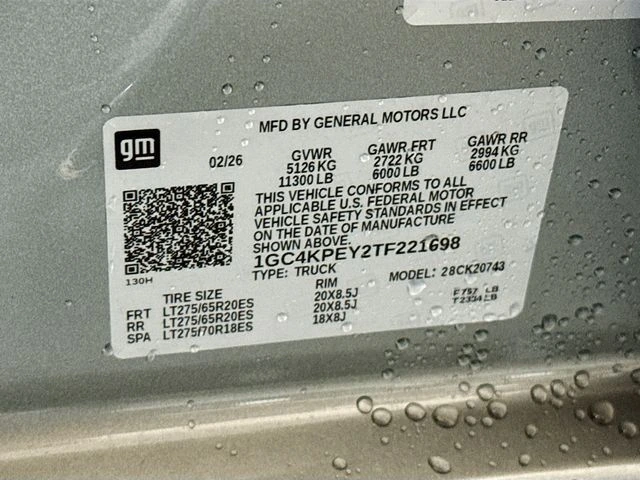 MFD BY GENERAL MOTORS LLC
gm
02/26
GVWR GAWR FRT GAWR RR
5126 KG 2722 KG 2994 KG
11300 LB 6000 LB 6600 LB
THIS VEHICLE CONFORMS TO ALL
APPLICABLE U.S. FEDERAL MOTOR
VEHICLE SAFETY STANDARDS IN EFFECT
ON THE DATE OF MANUFACTURE
SHOWN ABOVE.
1GC4KPEY2TF221698
TYPE: TRUCK MODEL: 28CK20743
130H
TIRE SIZE RIM
FRT LT275/65R20ES 20X8.5J
RR LT275/65R20ES 20X8.5J
SPA LT275/70R18ES 18X8J
LB
LB